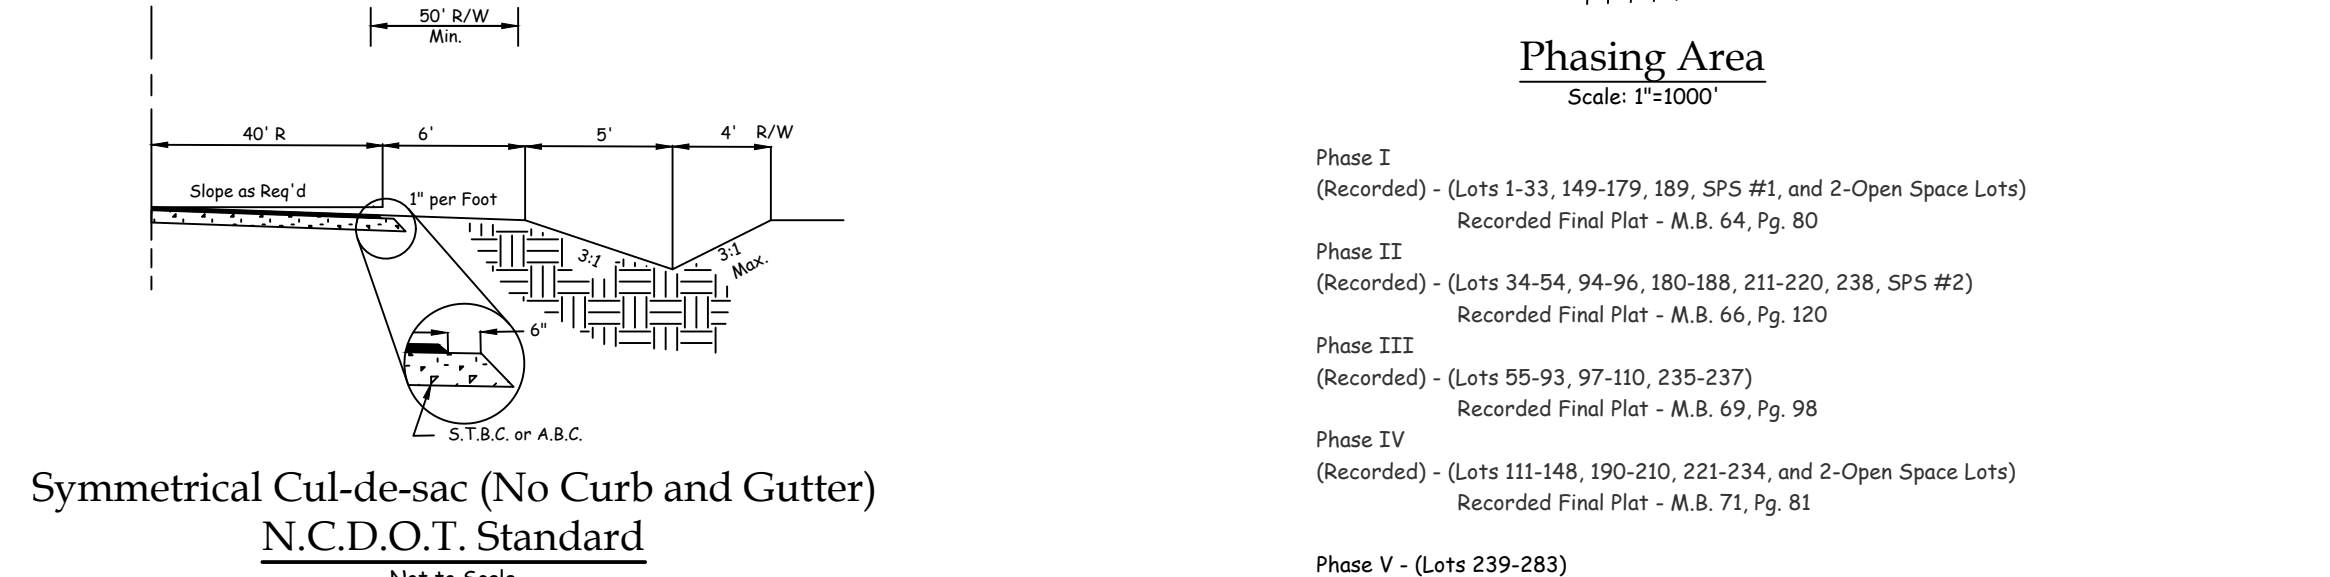 50' R/W
Min.
40' R
6'
5'
4' R/W
Slope as Req'd
1" per Foot
3:1
3:1
Max.
6"
S.T.B.C. or A.B.C.
Symmetrical Cul-de-sac (No Curb and Gutter)
N.C.D.O.T. Standard
Not to Scale
Phasing Area
Scale: 1"=1000'
Phase I
(Recorded) - (Lots 1-33, 149-179, 189, SPS #1, and 2-Open Space Lots)
Recorded Final Plat - M.B. 64, Pg. 80
Phase II
(Recorded) - (Lots 34-54, 94-96, 180-188, 211-220, 238, SPS #2)
Recorded Final Plat - M.B. 66, Pg. 120
Phase III
(Recorded) - (Lots 55-93, 97-110, 235-237)
Recorded Final Plat - M.B. 69, Pg. 98
Phase IV
(Recorded) - (Lots 111-148, 190-210, 221-234, and 2-Open Space Lots)
Recorded Final Plat - M.B. 71, Pg. 81
Phase V - (Lots 239-283)